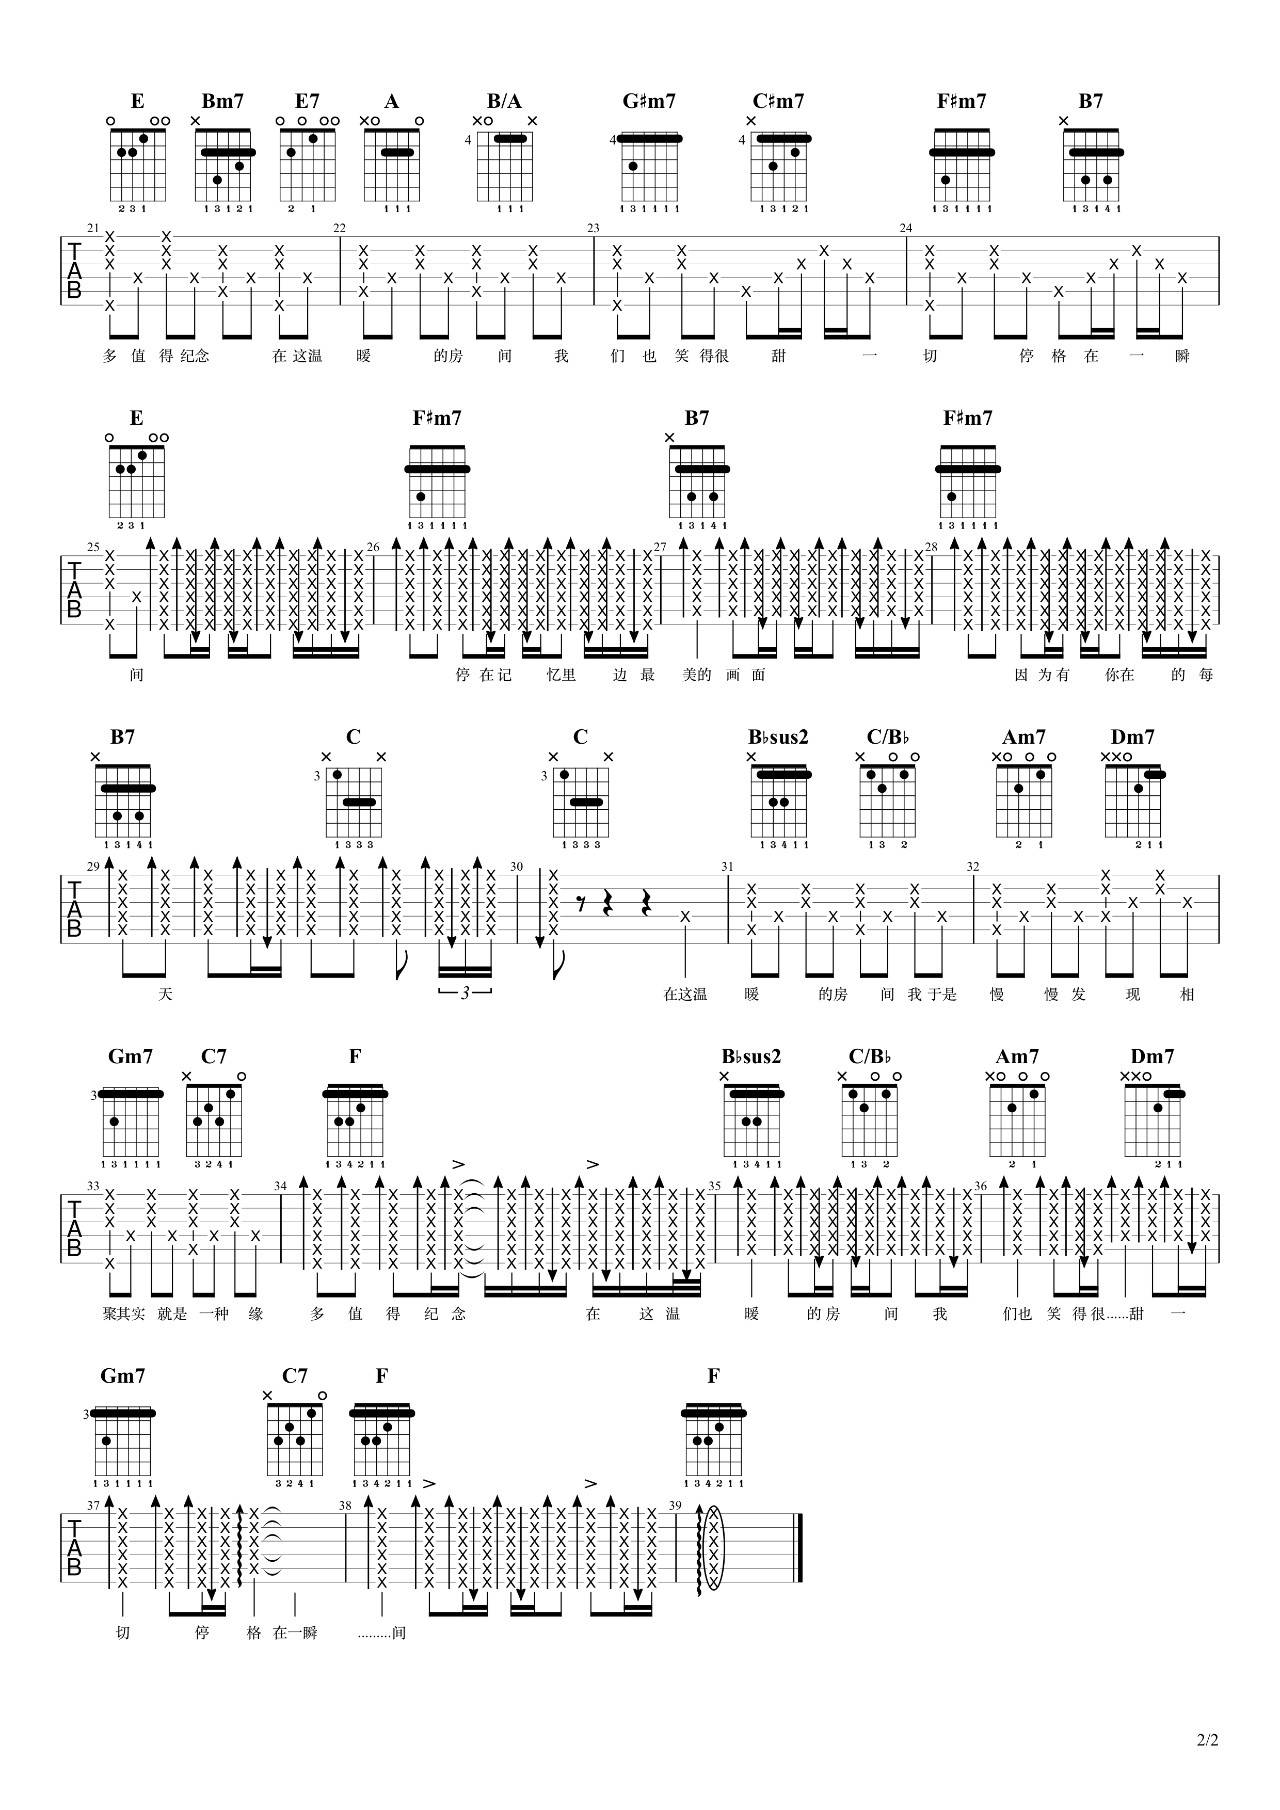 E Bm7 E7 A B/A G♯m7 C♯m7 F♯m7 B7
4 4 4
231 13121 2 1 111 111 131111 13121 131111 13141
21 22 23 24
T
A
B
多 值 得 纪念 在 这温 暖 的房 间 我 们 也 笑 得很 甜 一 切 停 格 在 一 瞬
E F♯m7 B7 F♯m7
231 131111 13141 131111
25 26 27 28
T
A
B
间 停 在 记 忆里 边 最 美的 画 面 因 为 有 你在 的 每
B7 C C B♭sus2 C/B♭ Am7 Dm7
3 3
13141 1333 1333 13411 13 2 2 1 211
29 30 31 32
T
A
B
3
天 在这温 暖 的房 间 我 于是 慢 慢 发 现 相
Gm7 C7 F B♭sus2 C/B♭ Am7 Dm7
3
131111 3241 134211 13411 13 2 2 1 211
33 34 35 36
T
A
B
聚其实 就是 一种 缘 多 值 得 纪 念 在 这 温 暖 的 房 间 我 们也 笑 得 很......甜 一
Gm7 C7 F F
3
131111 3241 134211 134211
37 38 39
T
A
B
切 停 格 在一瞬 .........间
2/2